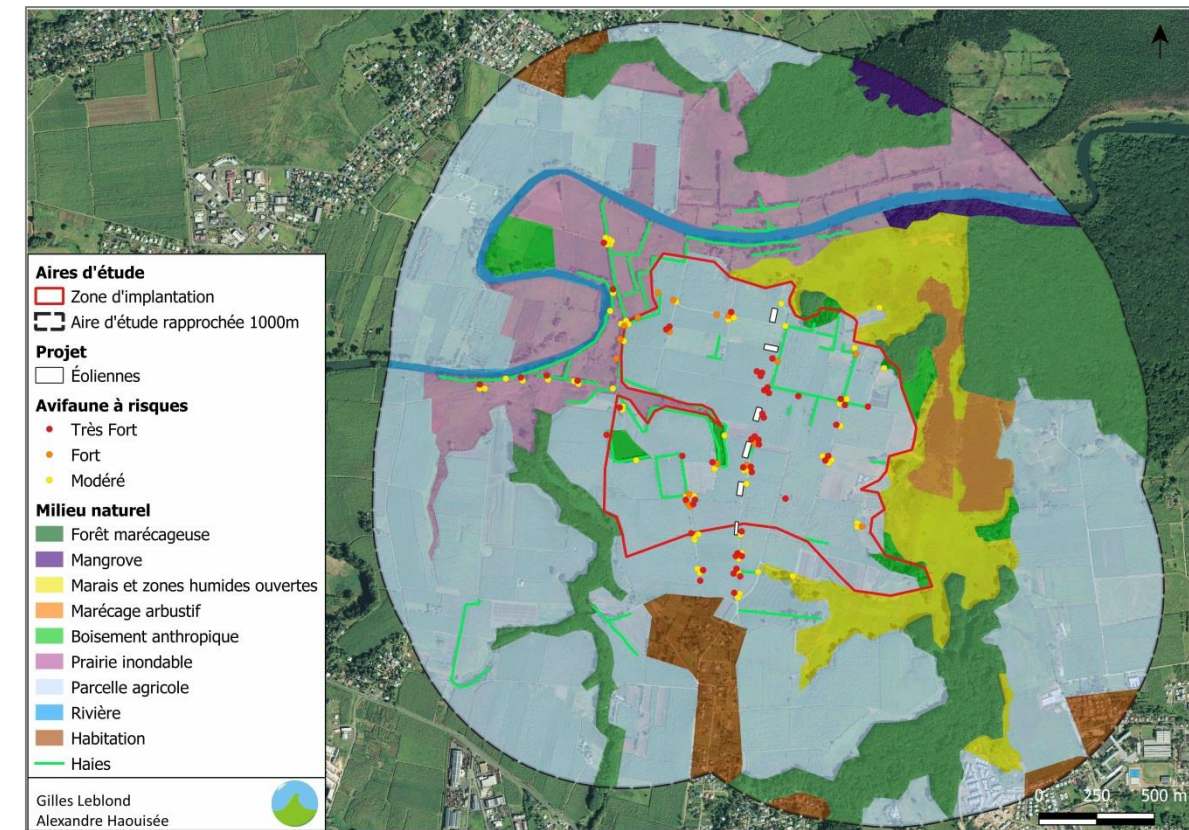 Aires d'étude
Zone d'implantation
Aire d'étude rapprochée 1000m
Projet
Éoliennes
Avifaune à risques
Très Fort
Fort
Modéré
Milieu naturel
Forêt marécageuse
Mangrove
Marais et zones humides ouvertes
Marécage arbustif
Boisement anthropique
Prairie inondable
Parcelle agricole
Rivière
Habitation
Haies
Gilles Leblond
Alexandre Haouisée
0 250 500 m